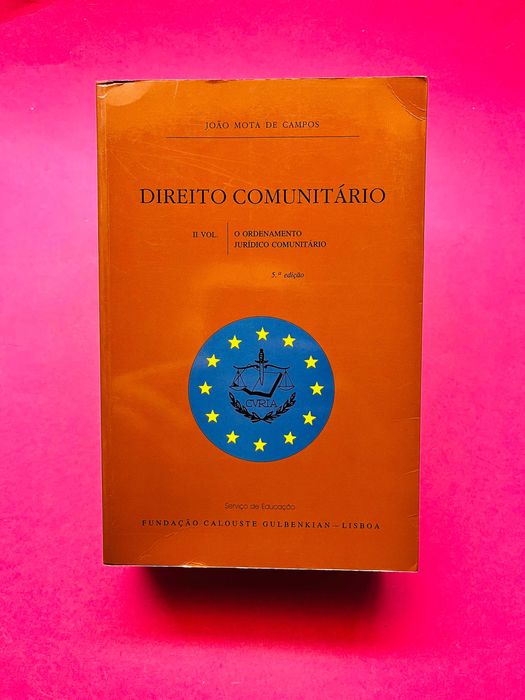 JOÃO MOTA DE CAMPOS
DIREITO COMUNITÁRIO
II VOL.
O ORDENAMENTO
JURÍDICO COMUNITÁRIO
5.ª edição
CVRIA
Serviço de Educação
FUNDAÇÃO CALOUSTE GULBENKIAN — LISBOA